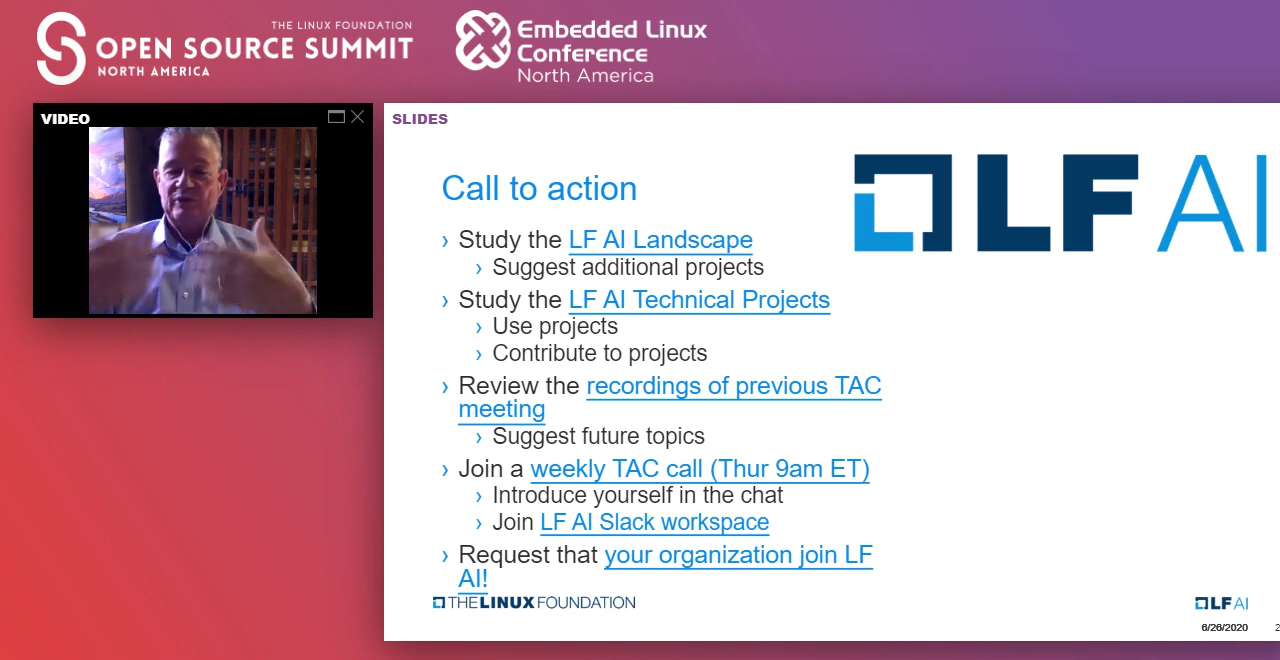 THE LINUX FOUNDATION
OPEN SOURCE SUMMIT
NORTH AMERICA
Embedded Linux
Conference
North America
VIDEO
SLIDES
LF AI
Call to action
› Study the LF AI Landscape
› Suggest additional projects
› Study the LF AI Technical Projects
› Use projects
› Contribute to projects
› Review the recordings of previous TAC
meeting
› Suggest future topics
› Join a weekly TAC call (Thur 9am ET)
› Introduce yourself in the chat
› Join LF AI Slack workspace
› Request that your organization join LF
AI!
THE LINUX FOUNDATION
LF AI
6/26/2020